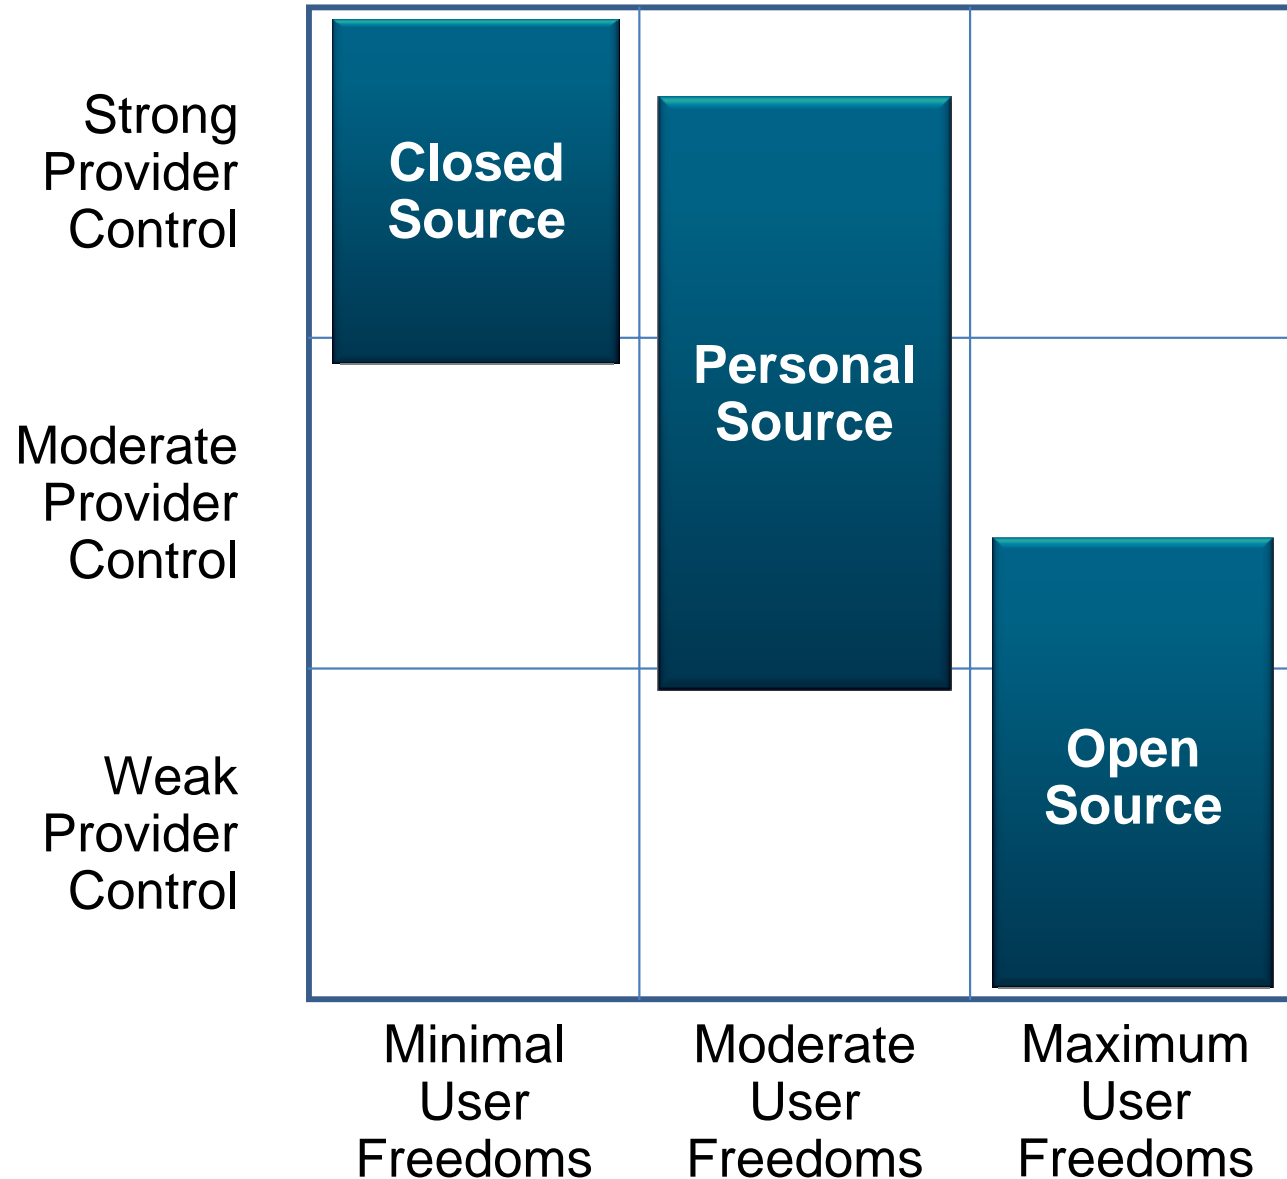 Strong
Provider
Control
Closed
Source
Personal
Source
Moderate
Provider
Control
Open
Source
Weak
Provider
Control
Minimal
User
Freedoms
Moderate
User
Freedoms
Maximum
User
Freedoms